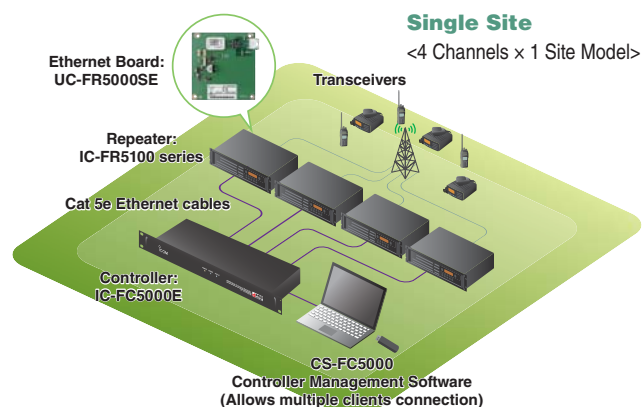 Single Site
<4 Channels × 1 Site Model>
Ethernet Board:
UC-FR5000SE
Transceivers
Repeater:
IC-FR5100 series
Cat 5e Ethernet cables
Controller:
IC-FC5000E
CS-FC5000
Controller Management Software
(Allows multiple clients connection)